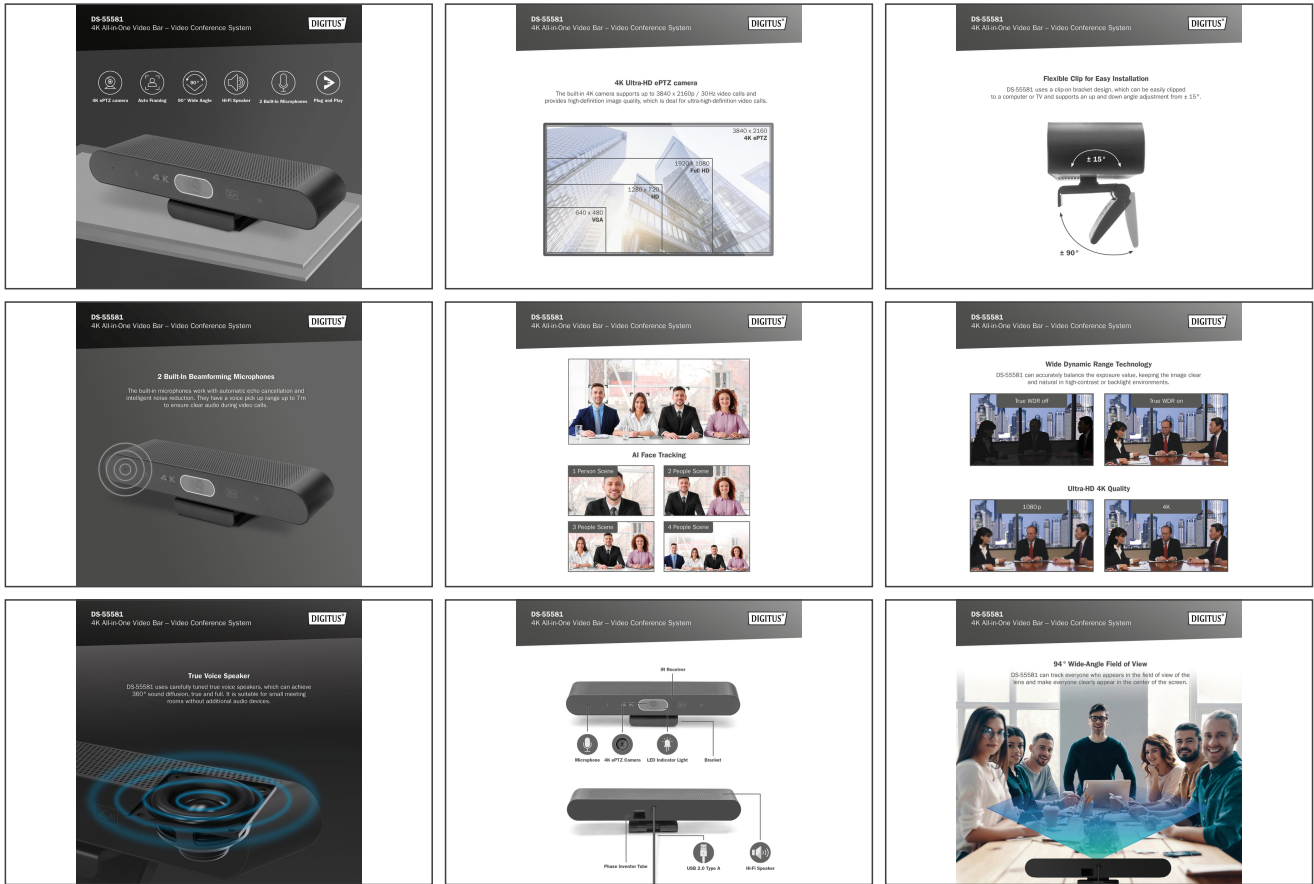 DS-55581
4K All-in-One Video Bar – Video Conference System
DIGITUS®
4K ePTZ camera
Auto Framing
90°
90° Wide Angle
Hi-Fi Speaker
2 Built-in Microphones
Plug and Play
4K
DS-55581
4K All-in-One Video Bar – Video Conference System
DIGITUS®
4K Ultra-HD ePTZ camera
The built-in 4K camera supports up to 3840 x 2160p / 30Hz video calls and
provides high-definition image quality, which is deal for ultra-high-definition video calls.
3840 x 2160
4K ePTZ
1920 x 1080
Full HD
1280 x 720
HD
640 x 480
VGA
DS-55581
4K All-in-One Video Bar – Video Conference System
DIGITUS®
Flexible Clip for Easy Installation
DS-55581 uses a clip-on bracket design, which can be easily clipped
to a computer or TV and supports an up and down angle adjustment from ± 15°.
± 15°
± 90°
DS-55581
4K All-in-One Video Bar – Video Conference System
DIGITUS®
2 Built-In Beamforming Microphones
The built-in microphones work with automatic echo cancellation and
intelligent noise reduction. They have a voice pick up range up to 7m
to ensure clear audio during video calls.
4K
DS-55581
4K All-in-One Video Bar – Video Conference System
DIGITUS®
AI Face Tracking
1 Person Scene
2 People Scene
3 People Scene
4 People Scene
DS-55581
4K All-in-One Video Bar – Video Conference System
DIGITUS®
Wide Dynamic Range Technology
DS-55581 can accurately balance the exposure value, keeping the image clear
and natural in high-contrast or backlight environments.
True WDR off
True WDR on
Ultra-HD 4K Quality
1080p
4K
DS-55581
4K All-in-One Video Bar – Video Conference System
DIGITUS®
True Voice Speaker
DS-55581 uses carefully tuned true voice speakers, which can achieve
360° sound diffusion, true and full. It is suitable for small meeting
rooms without additional audio devices.
DS-55581
4K All-in-One Video Bar – Video Conference System
DIGITUS®
IR Receiver
4K
Microphone
4K ePTZ Camera
LED Indicator Light
Bracket
Phase Inventor Tube
USB 2.0 Type A
Hi-Fi Speaker
DS-55581
4K All-in-One Video Bar – Video Conference System
DIGITUS®
94° Wide-Angle Field of View
DS-55581 can track everyone who appears in the field of view of the
lens and make everyone clearly appear in the center of the screen.